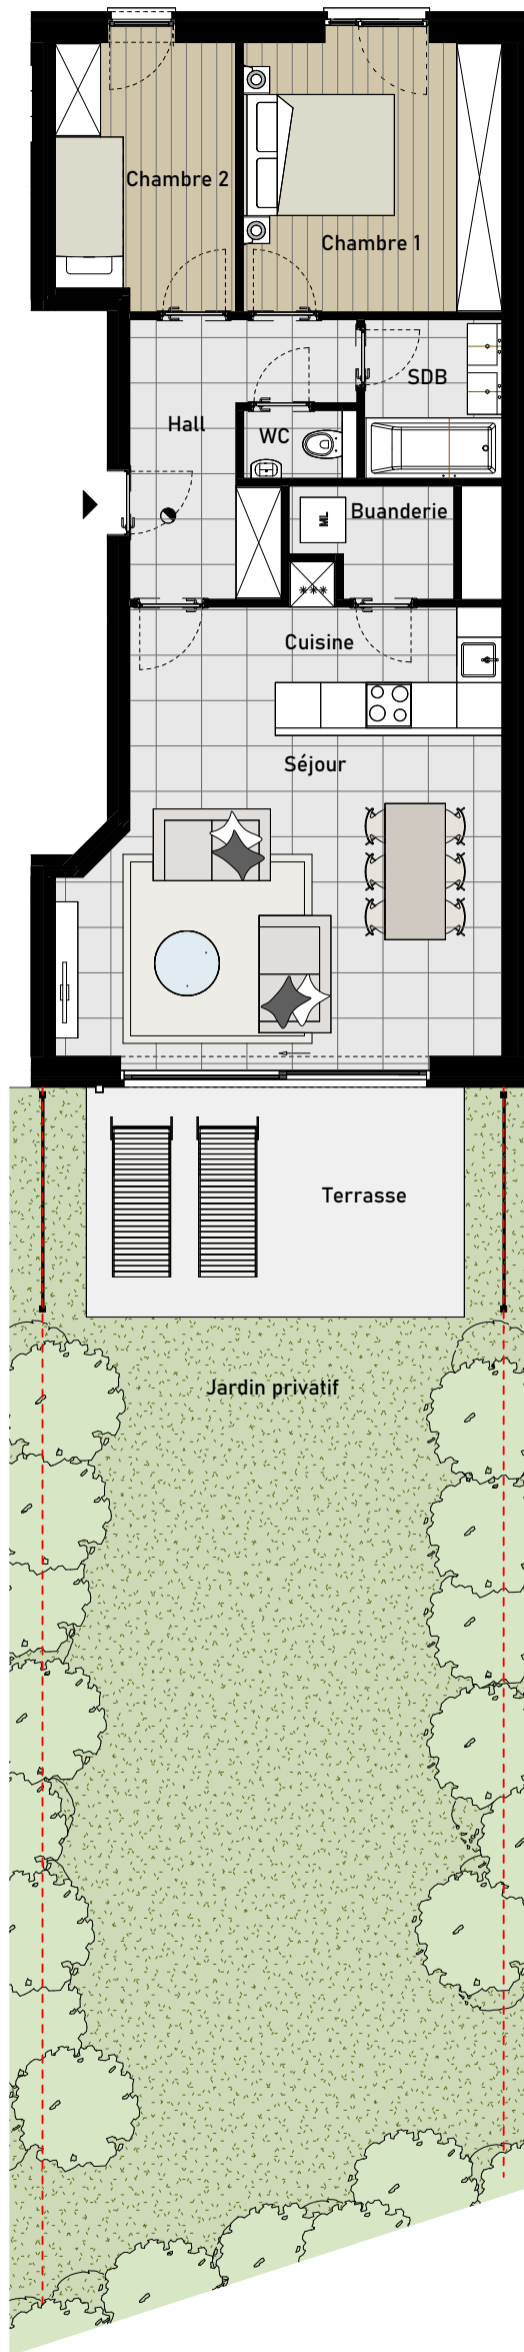 Chambre 2
Chambre 1
SDB
Hall
WC
Buanderie
ML
Cuisine
Séjour
Terrasse
Jardin privatif